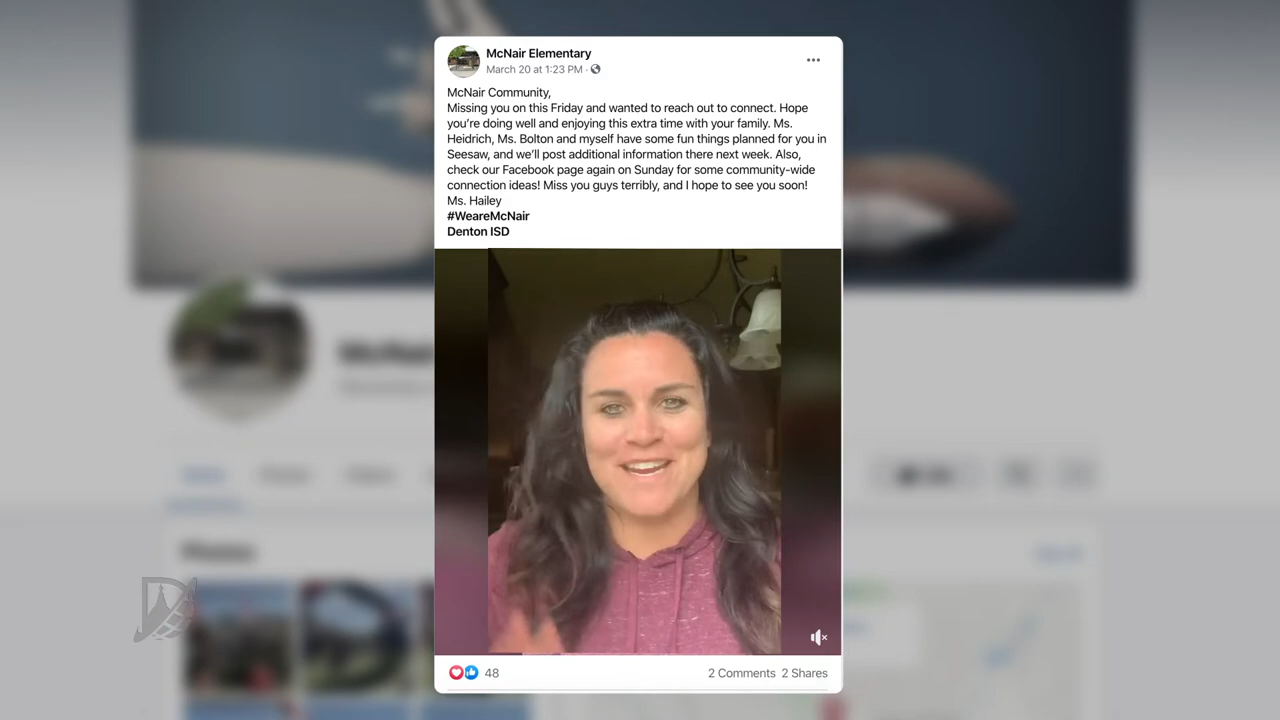 McNair Elementary
March 20 at 1:23 PM ·
McNair Community,
Missing you on this Friday and wanted to reach out to connect. Hope
you're doing well and enjoying this extra time with your family. Ms.
Heidrich, Ms. Bolton and myself have some fun things planned for you in
Seesaw, and we'll post additional information there next week. Also,
check our Facebook page again on Sunday for some community-wide
connection ideas! Miss you guys terribly, and I hope to see you soon!
Ms. Hailey
#WeareMcNair
Denton ISD
48
2 Comments 2 Shares